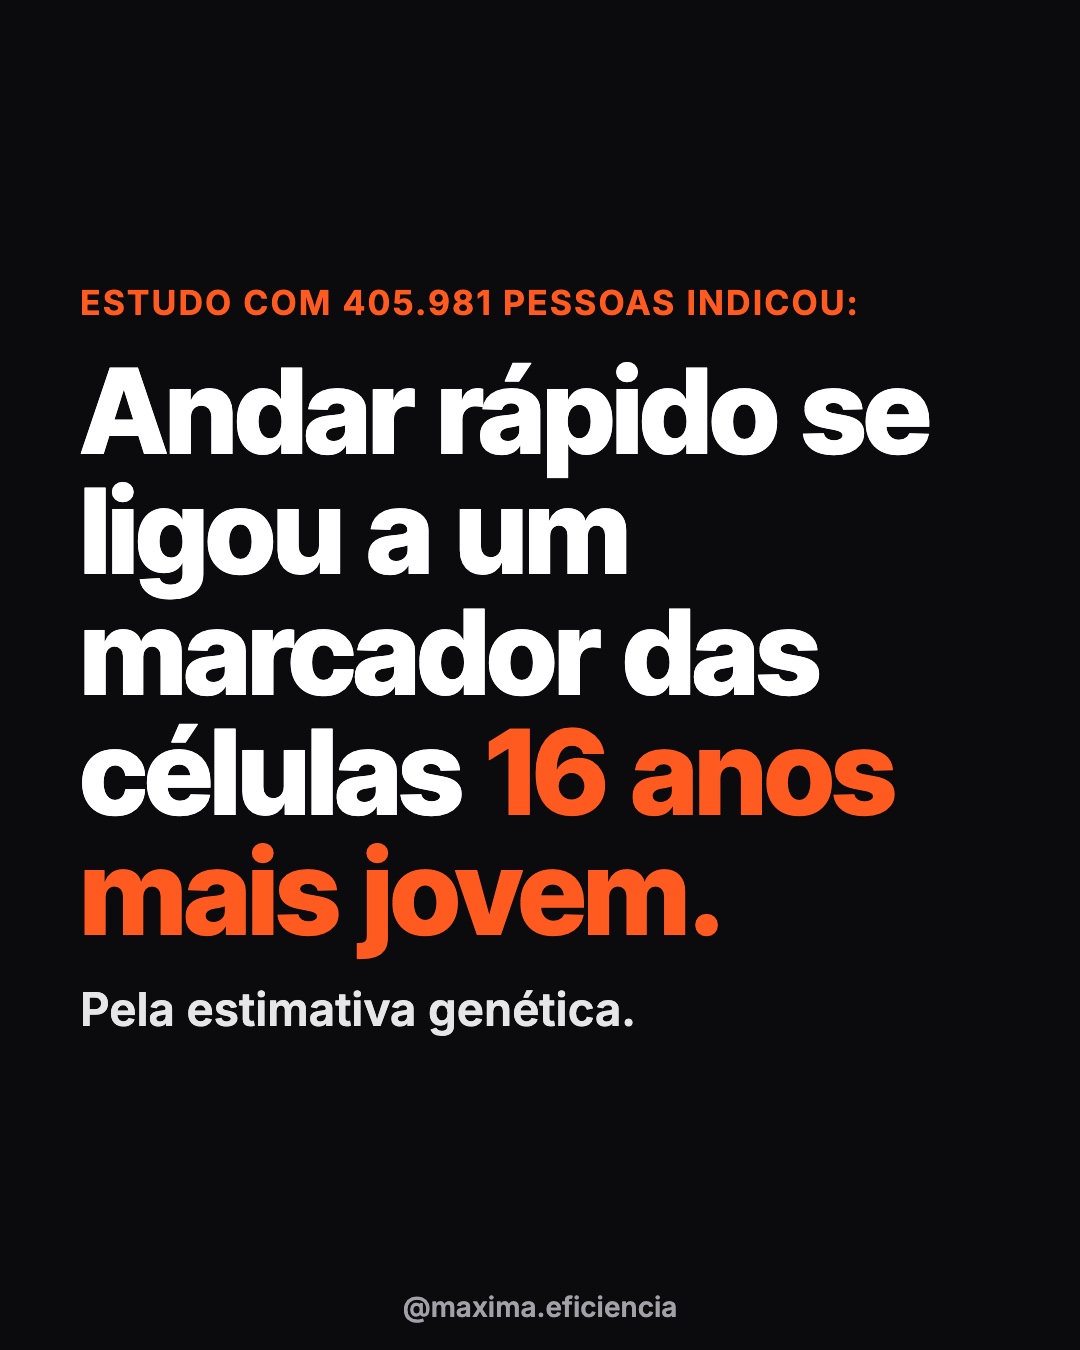 ESTUDO COM 405.981 PESSOAS INDICOU:
Andar rápido se
ligou a um
marcador das
células 16 anos
mais jovem.
Pela estimativa genética.
@maxima.eficiencia